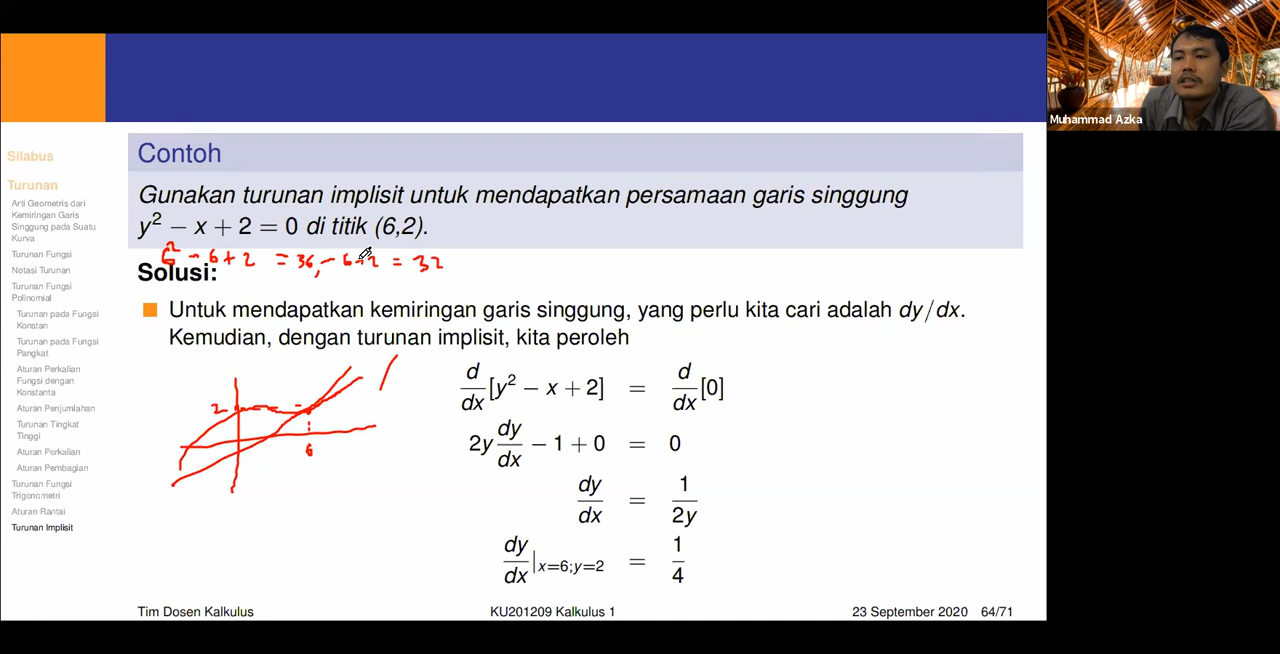 Muhammad Azka
Silabus
Turunan
Arti Geometris dari
Kemiringan Garis
Singgung pada Suatu
Kurva
Turunan Fungsi
Notasi Turunan
Turunan Fungsi
Polinomial
Turunan pada Fungsi
Konstan
Turunan pada Fungsi
Pangkat
Aturan Perkalian
Fungsi dengan
Konstanta
Aturan Penjumlahan
Turunan Tingkat
Tinggi
Aturan Perkalian
Aturan Pembagian
Turunan Fungsi
Trigonometri
Aturan Rantai
Turunan Implisit
Contoh
Gunakan turunan implisit untuk mendapatkan persamaan garis singgung
y² − x + 2 = 0 di titik (6,2).
6² − 6 + 2 = 36, − 6 + 2 = 32
Solusi:
Untuk mendapatkan kemiringan garis singgung, yang perlu kita cari adalah dy/dx.
Kemudian, dengan turunan implisit, kita peroleh
2
6
d/dx [y² − x + 2] = d/dx [0]
2y dy/dx − 1 + 0 = 0
dy/dx = 1/2y
dy/dx |x=6;y=2 = 1/4
Tim Dosen Kalkulus KU201209 Kalkulus 1 23 September 2020 64/71